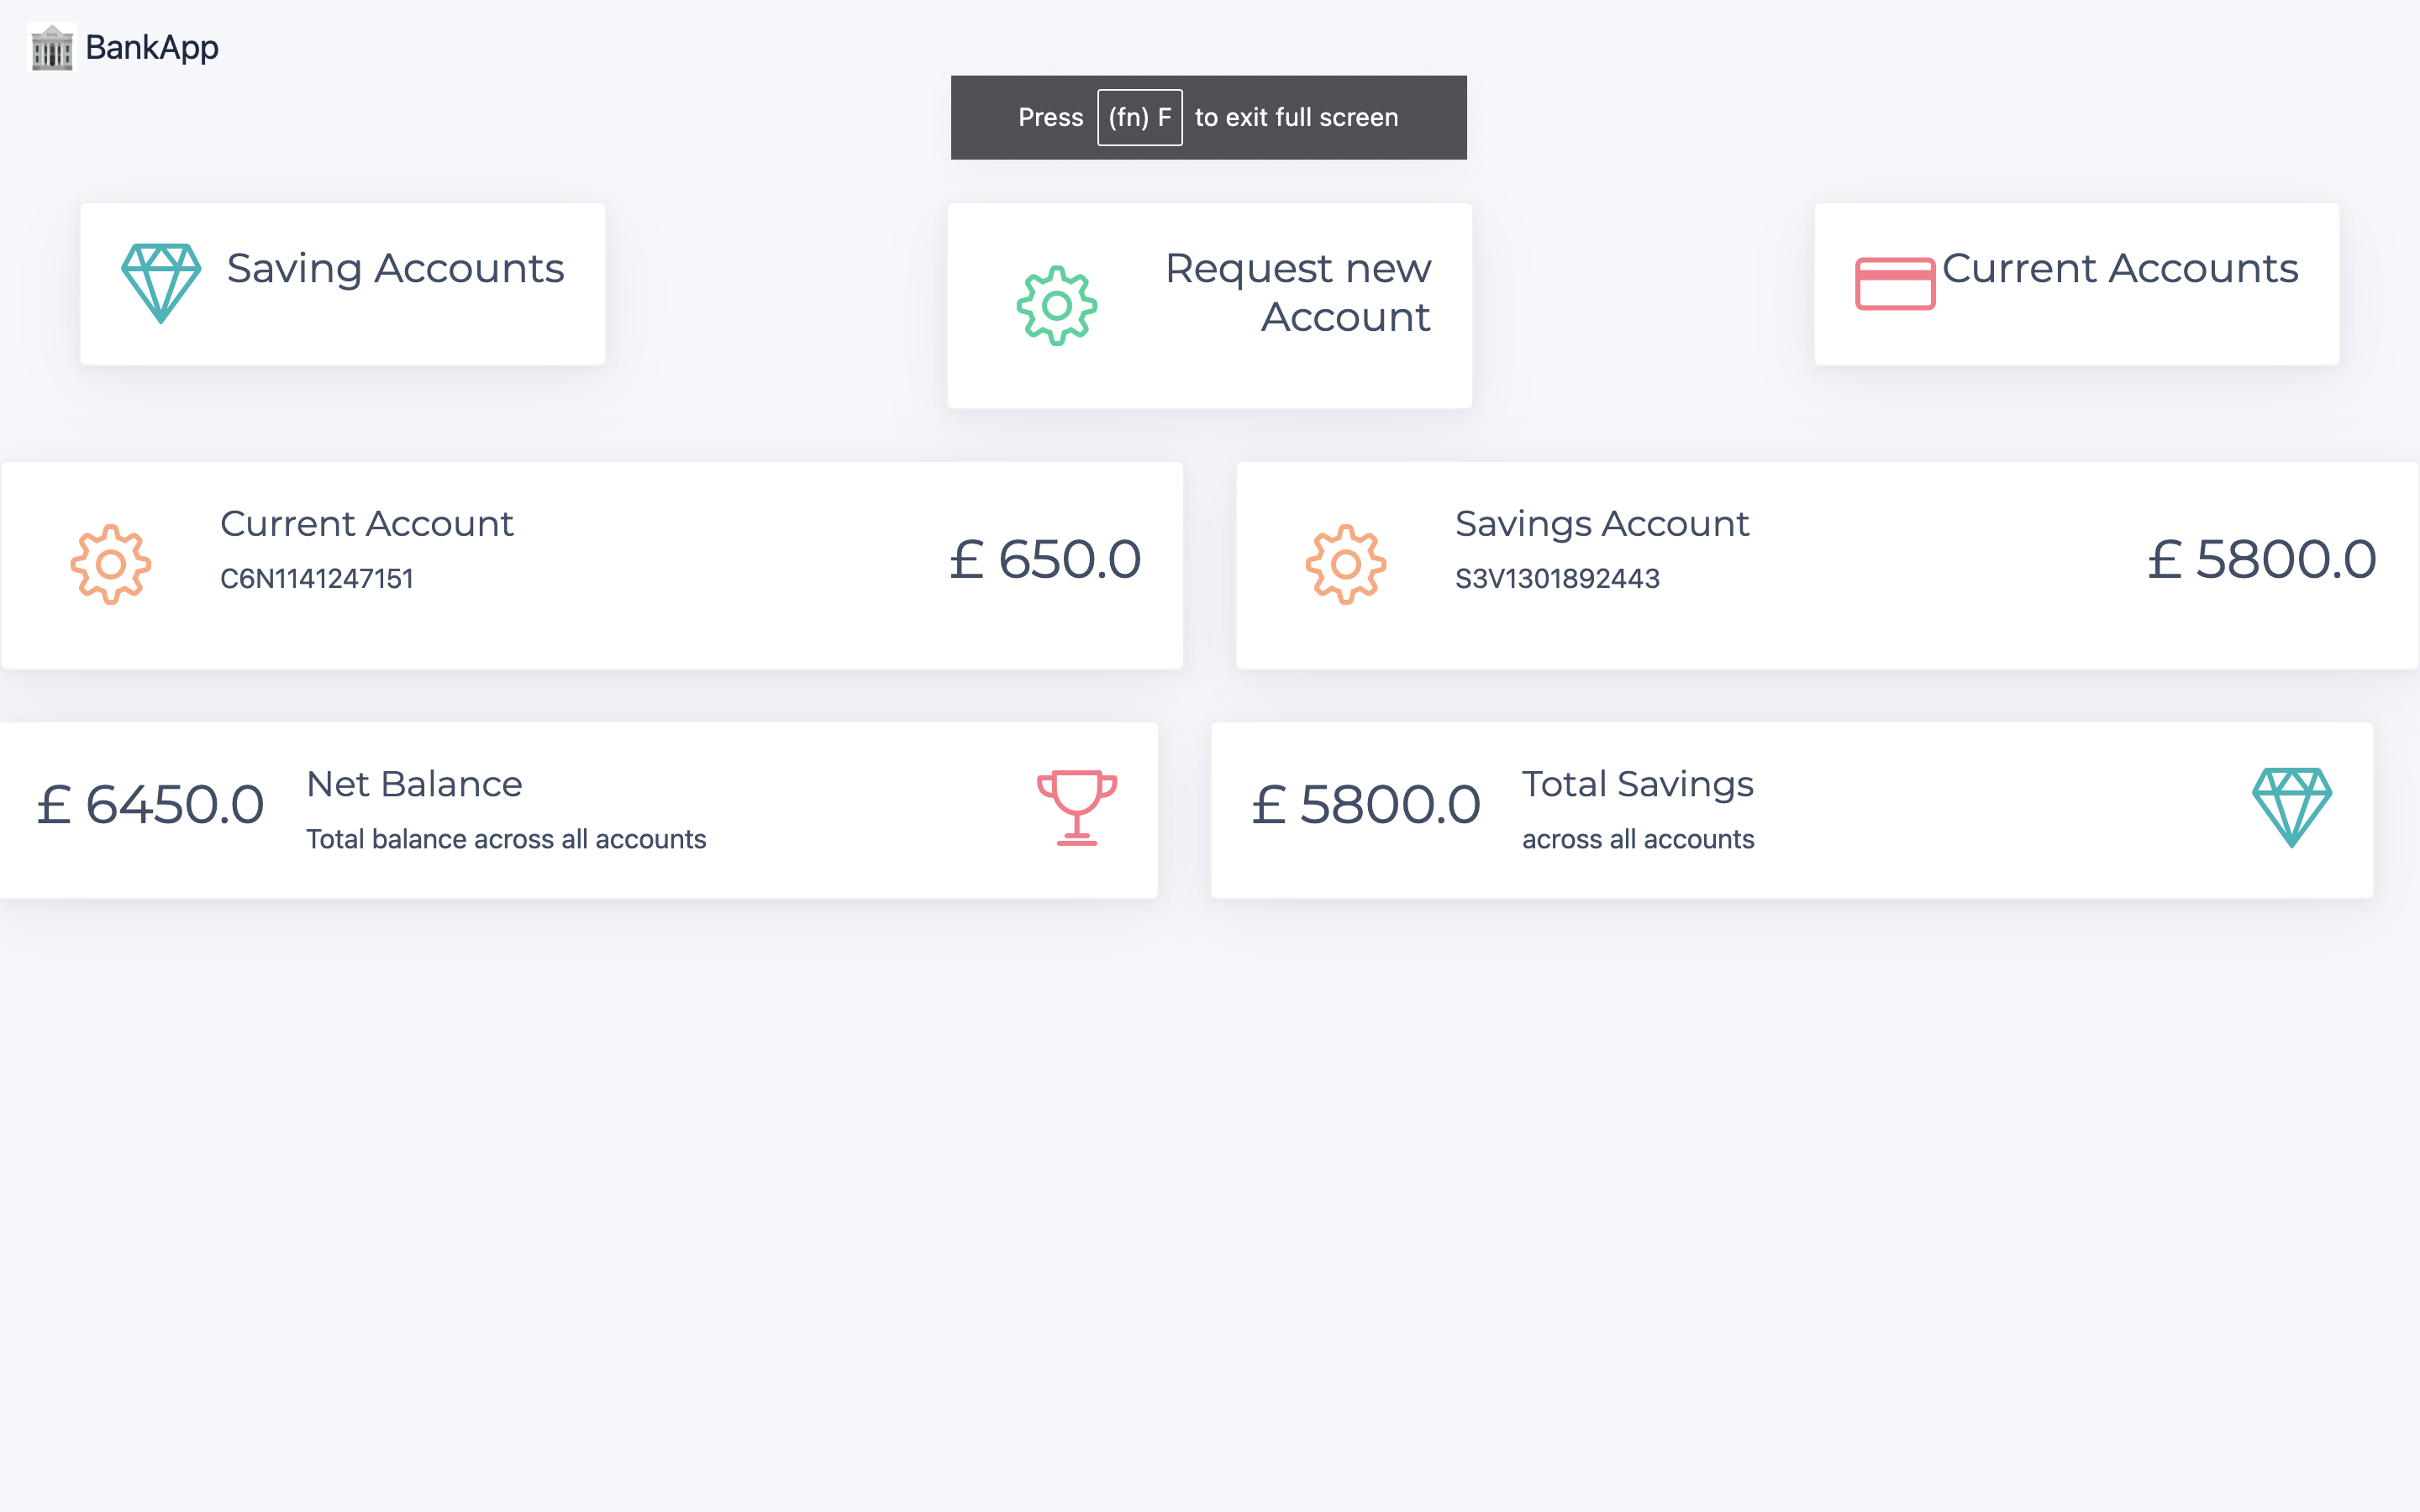 BankApp
Press (fn) F to exit full screen
Saving Accounts
Request new
Account
Current Accounts
Current Account
C6N1141247151
£ 650.0
Savings Account
S3V1301892443
£ 5800.0
£ 6450.0
Net Balance
Total balance across all accounts
£ 5800.0
Total Savings
across all accounts